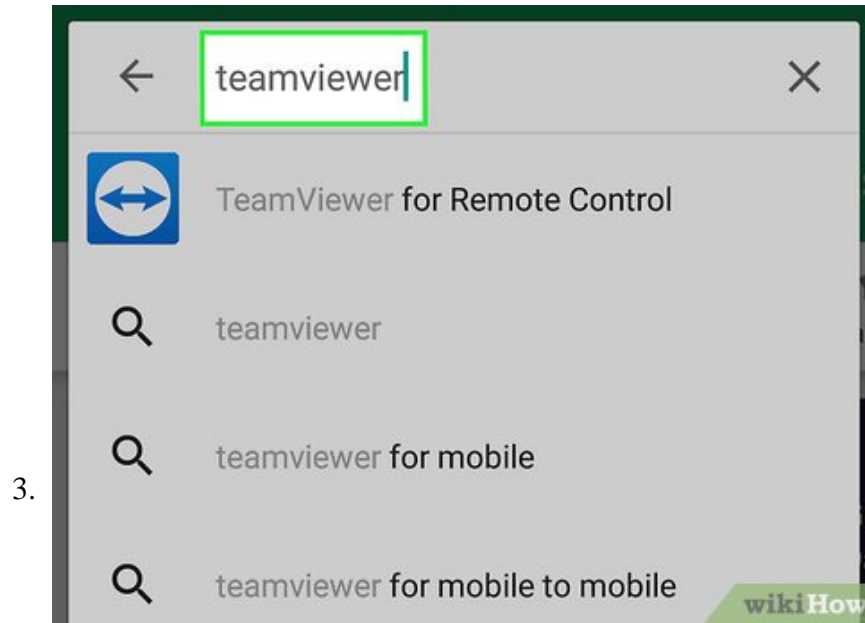 teamviewer
TeamViewer for Remote Control
teamviewer
teamviewer for mobile
3.
teamviewer for mobile to mobile
wikiHow